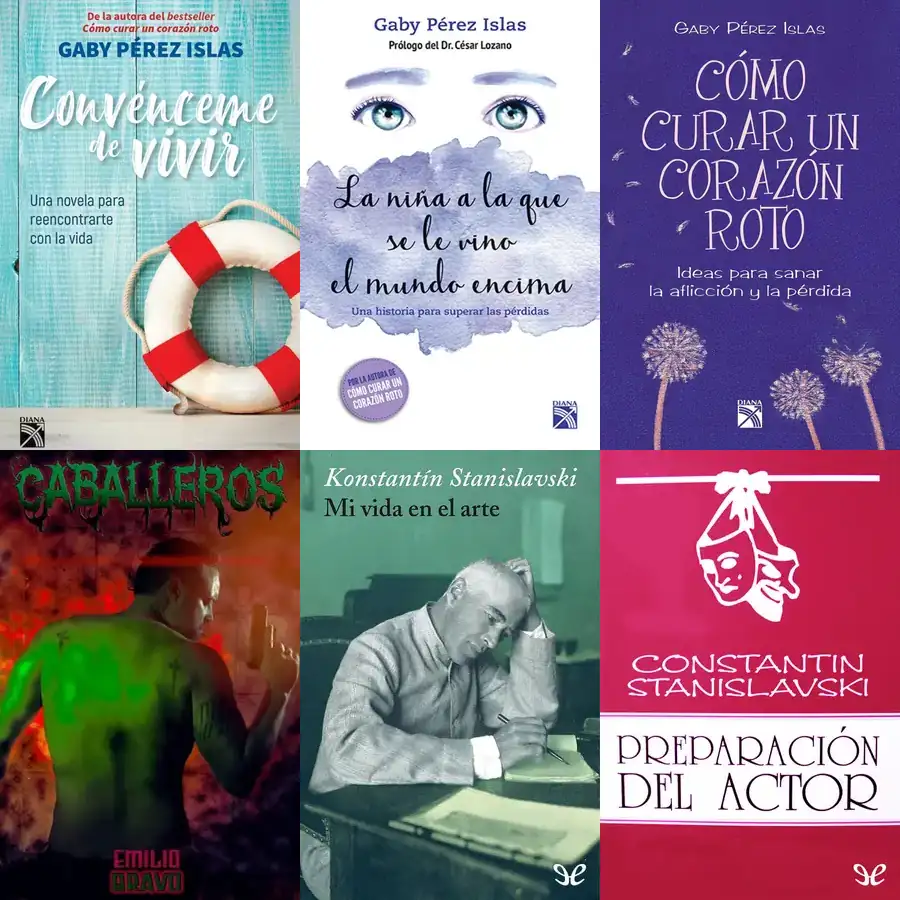 De la autora del bestseller
Cómo curar un corazón roto
GABY PÉREZ ISLAS
Convénceme
de vivir
Una novela para
reencontrarte
con la vida
DIANA
Gaby Pérez Islas
Prólogo del Dr. César Lozano
La niña a la que
se le vino
el mundo encima
Una historia para superar las pérdidas
POR LA AUTORA DE
CÓMO CURAR UN
CORAZÓN ROTO
DIANA
GABY PÉREZ ISLAS
CÓMO
CURAR UN
CORAZÓN
ROTO
Ideas para sanar
la aflicción y la pérdida
DIANA
CABALLEROS
EMILIO
BRAVO
Konstantín Stanislavski
Mi vida en el arte
CONSTANTIN
STANISLAVSKI
PREPARACIÓN
DEL ACTOR